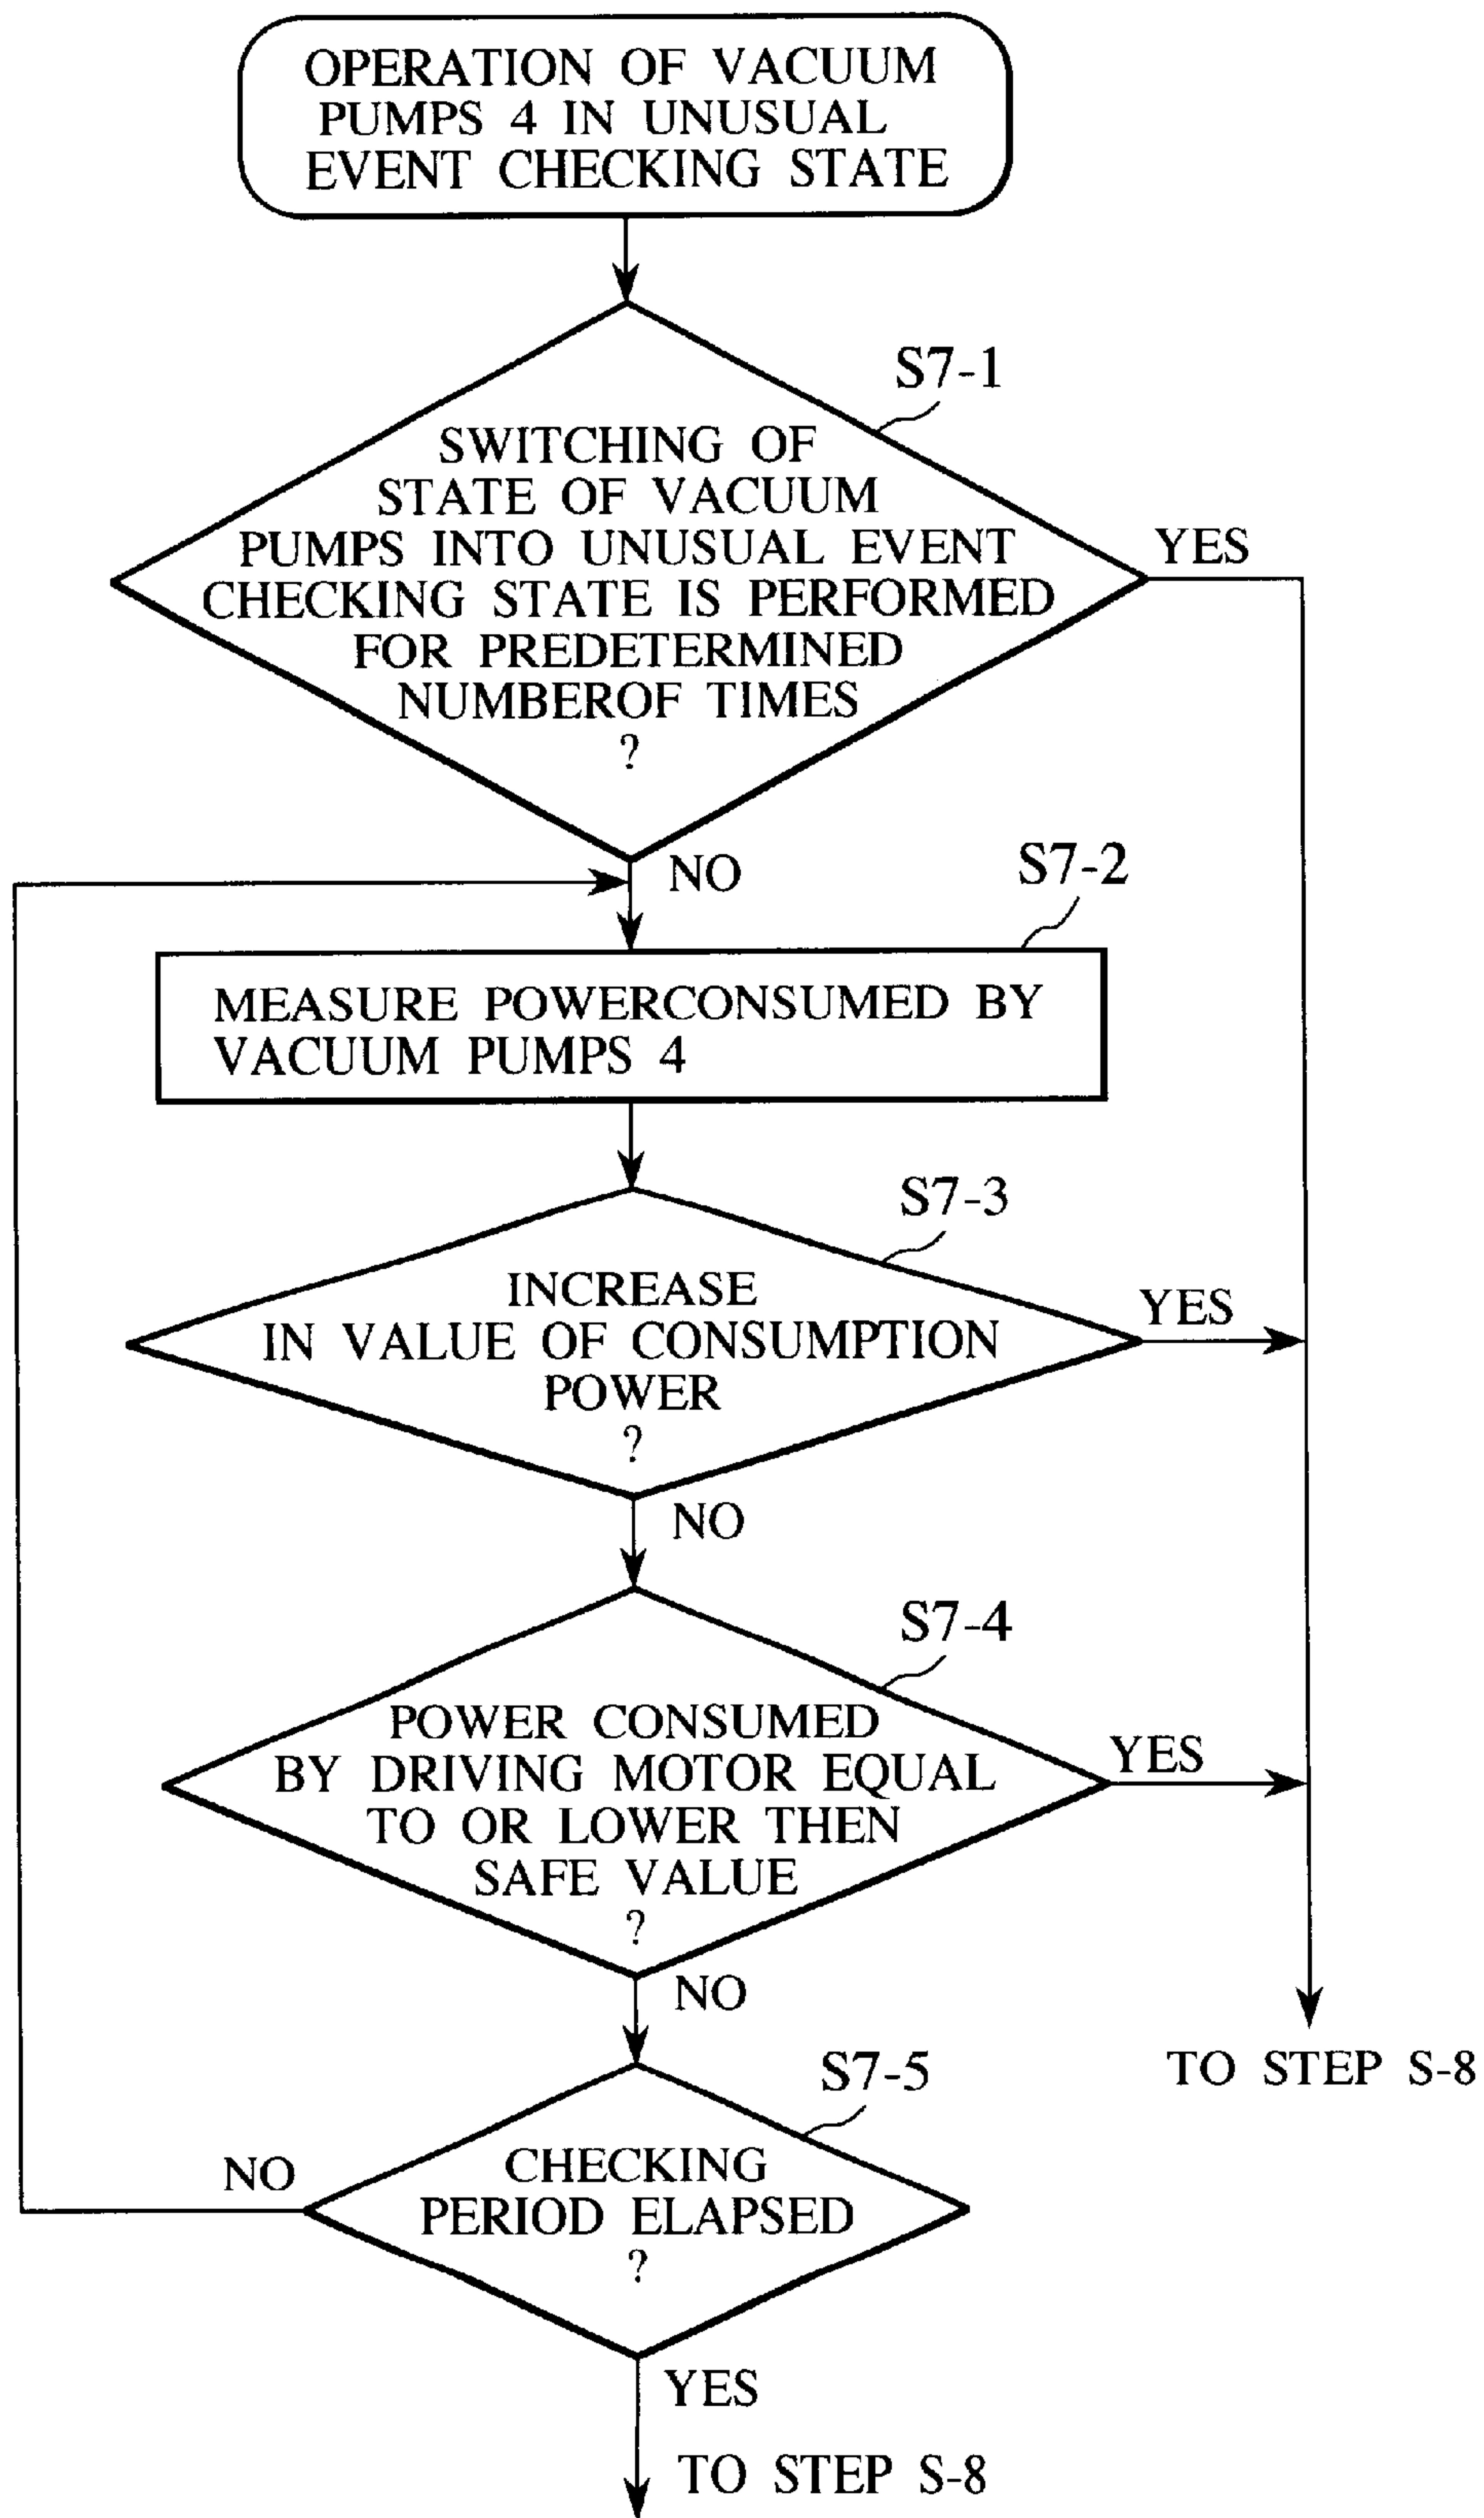 OPERATION OF VACUUM
PUMPS 4 IN UNUSUAL
EVENT CHECKING STATE
S7-1
SWITCHING OF
STATE OF VACUUM
PUMPS INTO UNUSUAL EVENT
CHECKING STATE IS PERFORMED
FOR PREDETERMINED
NUMBEROF TIMES
?
YES
NO
S7-2
MEASURE POWERCONSUMED BY
VACUUM PUMPS 4
S7-3
INCREASE
IN VALUE OF CONSUMPTION
POWER
?
YES
NO
S7-4
POWER CONSUMED
BY DRIVING MOTOR EQUAL
TO OR LOWER THEN
SAFE VALUE
?
YES
NO
TO STEP S-8
S7-5
CHECKING
PERIOD ELAPSED
?
NO
YES
TO STEP S-8